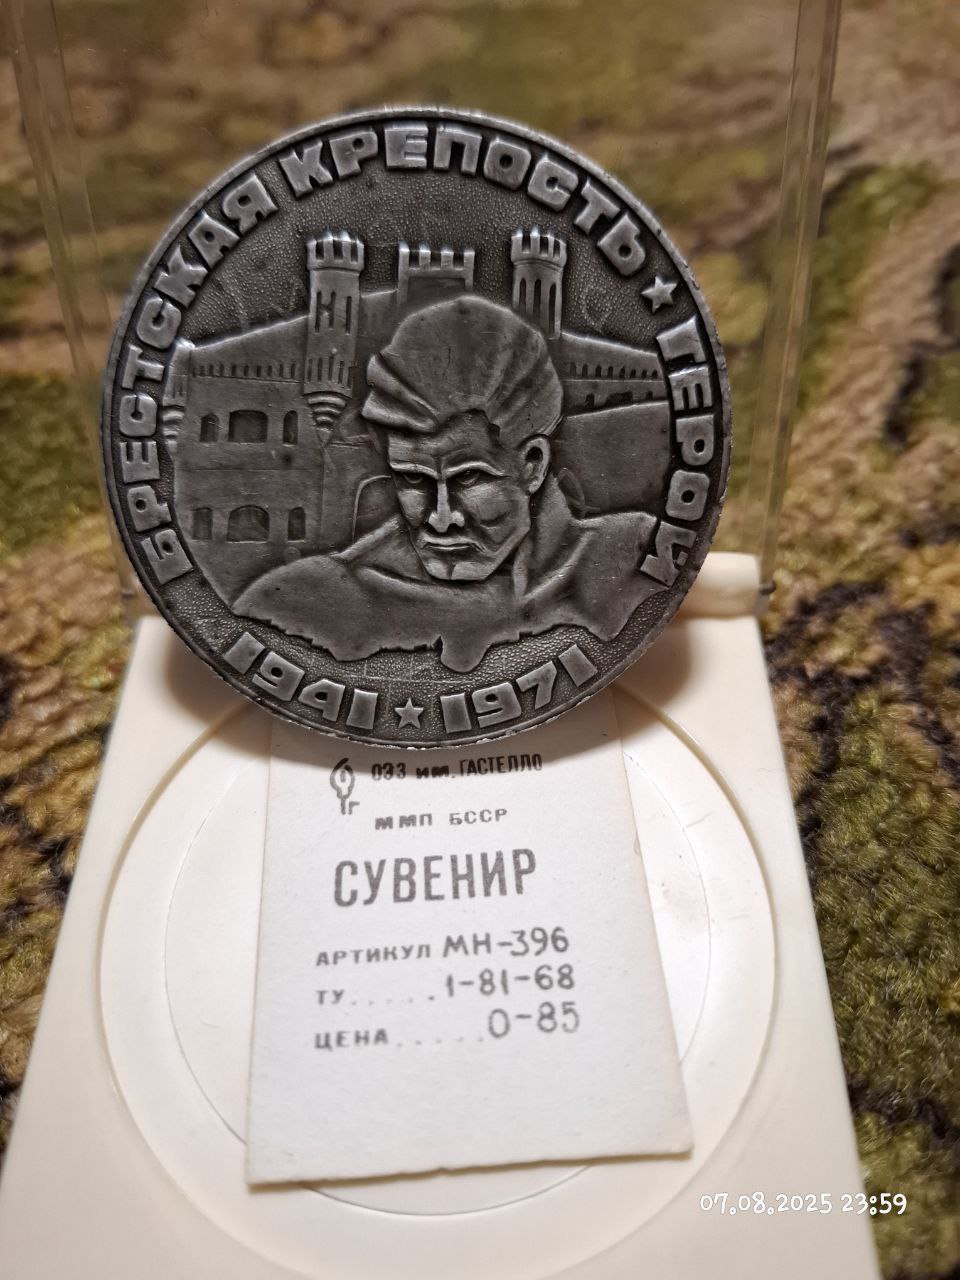 БРЕСТСКАЯ КРЕПОСТЬ ★ ГЕРОЙ
1941 ★ 1971
ОЭЗ им. ГАСТЕЛЛО
ММП БССР
СУВЕНИР
АРТИКУЛ МН-396
ТУ......1-81-68
ЦЕНА.....0-85
07.08.2025 23:59